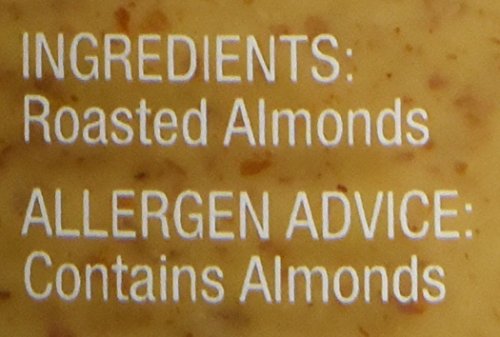 INGREDIENTS:
Roasted Almonds
ALLERGEN ADVICE:
Contains Almonds